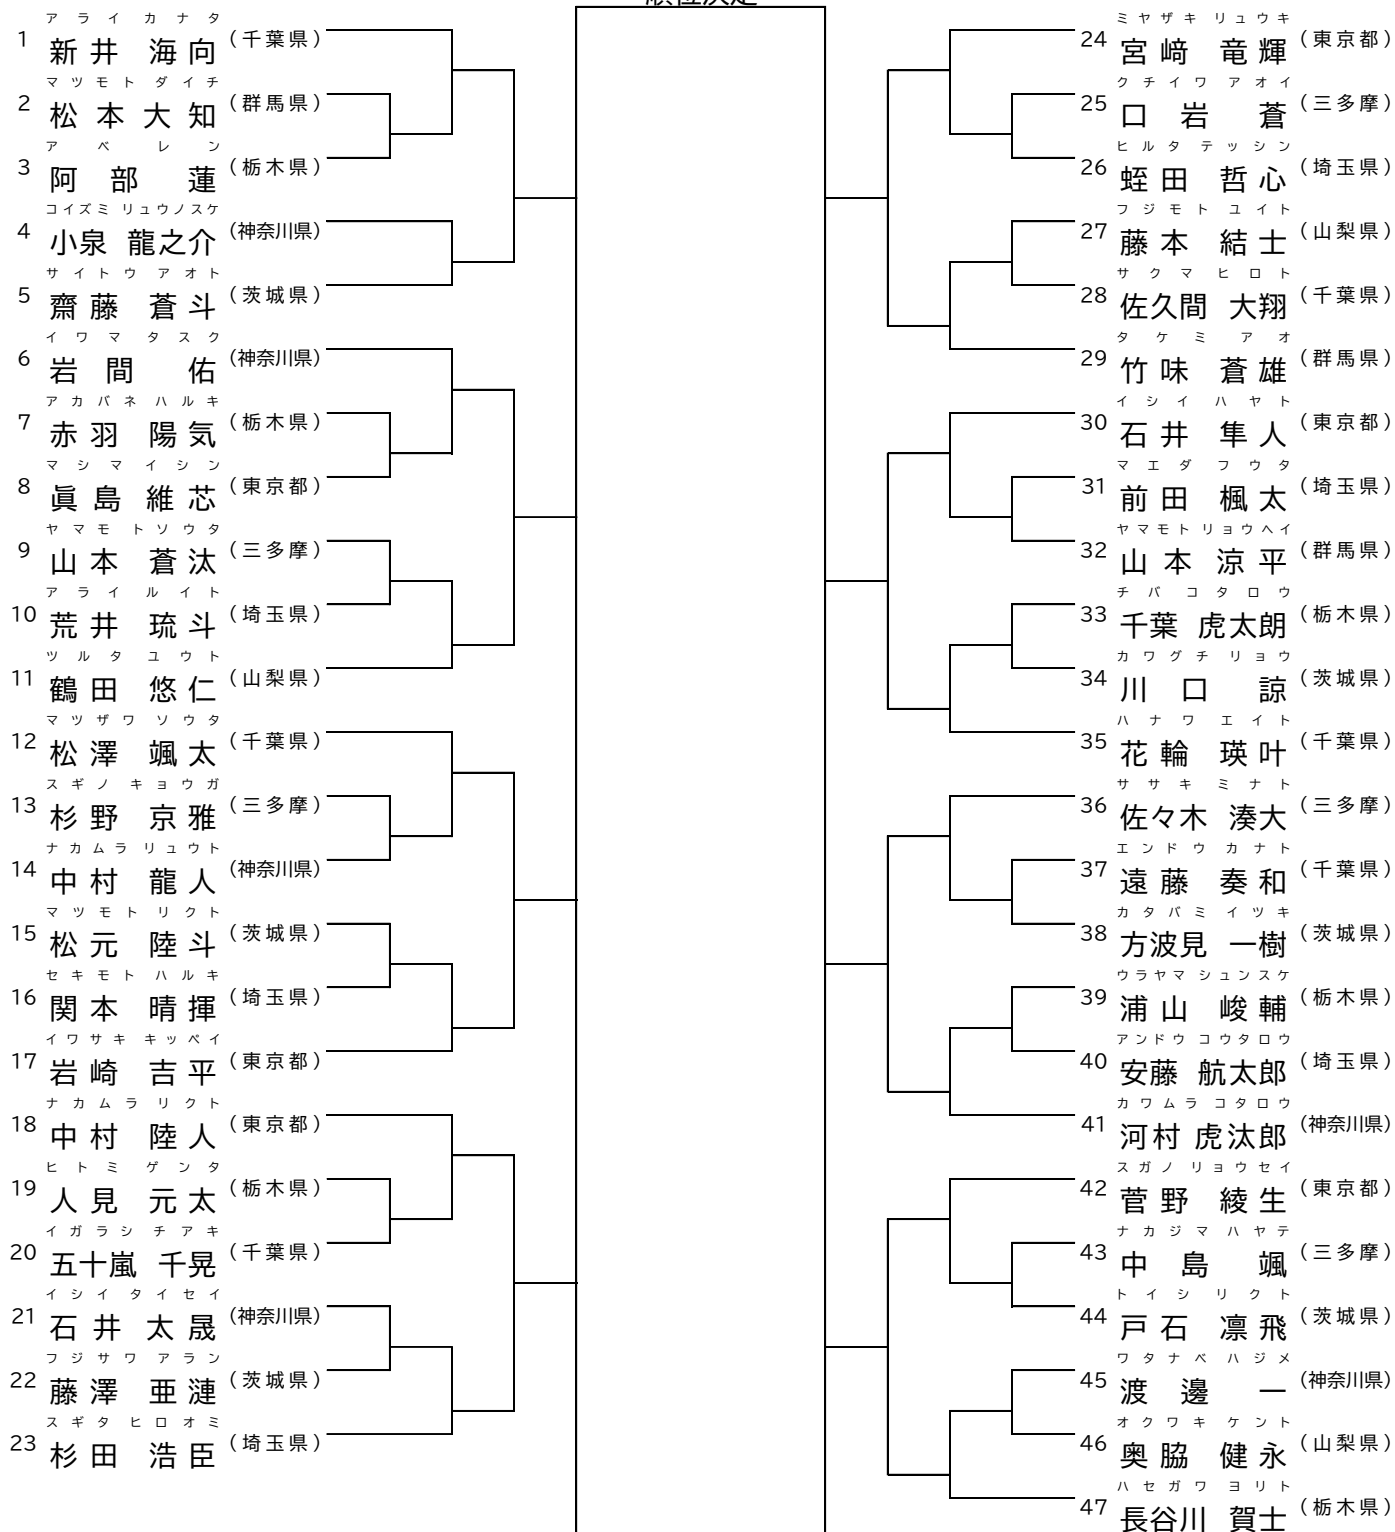 順位決定
アライ カナタ
1 新井 海向 (千葉県)
マツモト ダイチ
2 松本大知 (群馬県)
アベ レン
3 阿部 蓮 (栃木県)
コイズミ リュウノスケ
4 小泉 龍之介 (神奈川県)
サイトウ アオト
5 齋藤 蒼斗 (茨城県)
イワマ タスク
6 岩間 佑 (神奈川県)
アカバネ ハルキ
7 赤羽 陽気 (栃木県)
マシマ イシン
8 眞島 維芯 (東京都)
ヤマモトソウタ
9 山本 蒼汰 (三多摩)
アライ ルイト
10 荒井 琉斗 (埼玉県)
ツルタ ユウト
11 鶴田 悠仁 (山梨県)
マツザワ ソウタ
12 松澤 颯太 (千葉県)
スギノ キョウガ
13 杉野 京雅 (三多摩)
ナカムラ リュウト
14 中村 龍人 (神奈川県)
マツモト リクト
15 松元 陸斗 (茨城県)
セキモト ハルキ
16 関本 晴揮 (埼玉県)
イワサキ キッペイ
17 岩崎 吉平 (東京都)
ナカムラ リクト
18 中村 陸人 (東京都)
ヒトミ ゲンタ
19 人見 元太 (栃木県)
イガラシ チアキ
20 五十嵐 千晃 (千葉県)
イシイ タイセイ
21 石井 太晟 (神奈川県)
フジサワ アラン
22 藤澤 亜漣 (茨城県)
スギタ ヒロオミ
23 杉田 浩臣 (埼玉県)
ミヤザキ リュウキ
24 宮﨑 竜輝 (東京都)
クチイワ アオイ
25 口岩 蒼 (三多摩)
ヒルタ テッシン
26 蛭田 哲心 (埼玉県)
フジモト ユイト
27 藤本 結士 (山梨県)
サクマ ヒロト
28 佐久間 大翔 (千葉県)
タケミ アオ
29 竹味 蒼雄 (群馬県)
イシイ ハヤト
30 石井 隼人 (東京都)
マエダ フウタ
31 前田 楓太 (埼玉県)
ヤマモト リョウヘイ
32 山本 涼平 (群馬県)
チバ コタロウ
33 千葉 虎太朗 (栃木県)
カワグチ リョウ
34 川口 諒 (茨城県)
ハナワ エイト
35 花輪 瑛叶 (千葉県)
ササキ ミナト
36 佐々木 湊大 (三多摩)
エンドウ カナト
37 遠藤 奏和 (千葉県)
カタバミ イツキ
38 方波見 一樹 (茨城県)
ウラヤマ シュンスケ
39 浦山 峻輔 (栃木県)
アンドウ コウタロウ
40 安藤 航太郎 (埼玉県)
カワムラ コタロウ
41 河村 虎汰郎 (神奈川県)
スガノ リョウセイ
42 菅野 綾生 (東京都)
ナカジマ ハヤテ
43 中島 颯 (三多摩)
トイシ リクト
44 戸石 凛飛 (茨城県)
ワタナベ ハジメ
45 渡邊 一 (神奈川県)
オクワキ ケント
46 奥脇 健永 (山梨県)
ハセガワ ヨリト
47 長谷川 賀士 (栃木県)